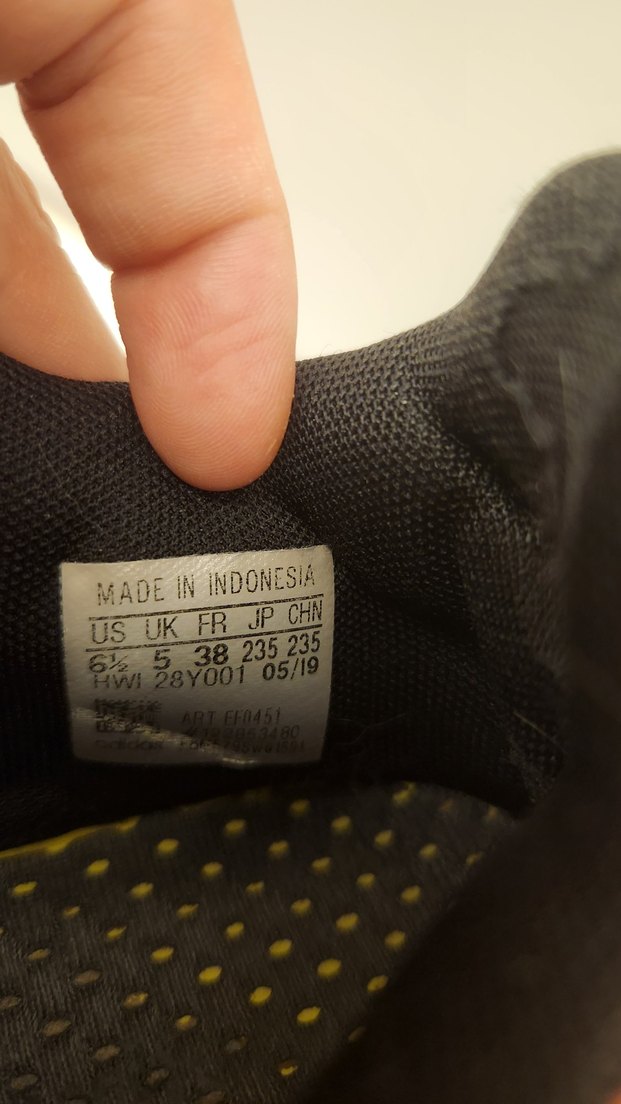 MADE IN INDONESIA
US UK FR JP CHN
6½ 5 38 235 235
HWI 28Y001 05/19
ART EF0451
adidas